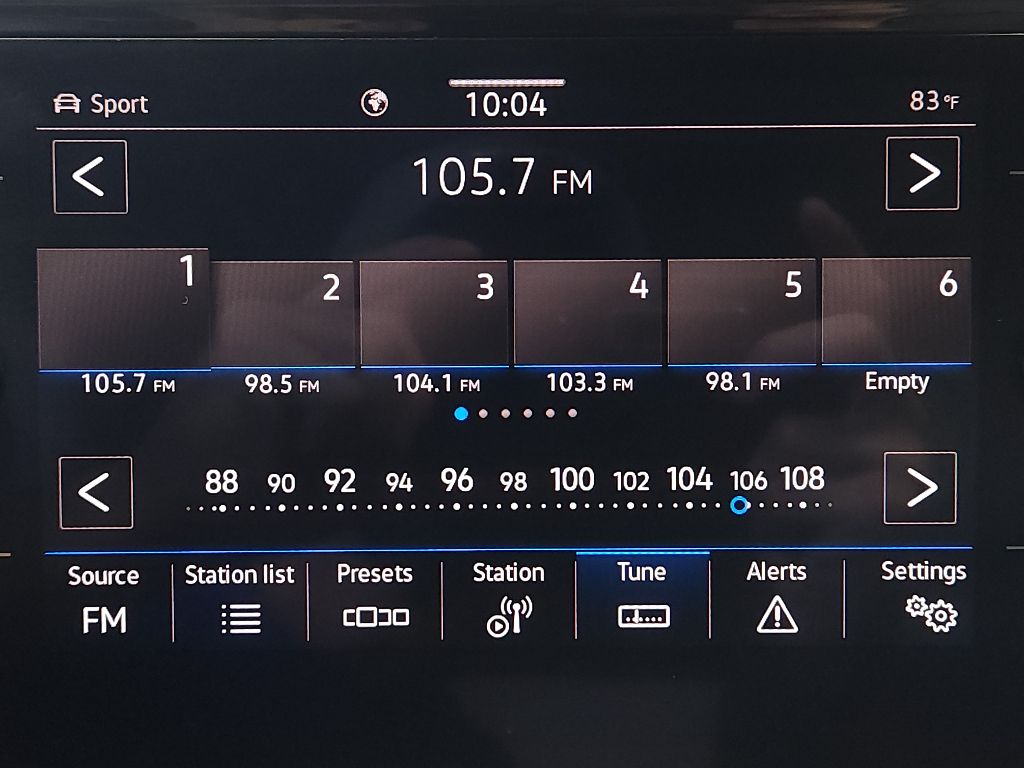 Sport 10:04 83 °F
105.7 FM
1 2 3 4 5 6
105.7 FM 98.5 FM 104.1 FM 103.3 FM 98.1 FM Empty
88 90 92 94 96 98 100 102 104 106 108
Source Station list Presets Station Tune Alerts Settings
FM